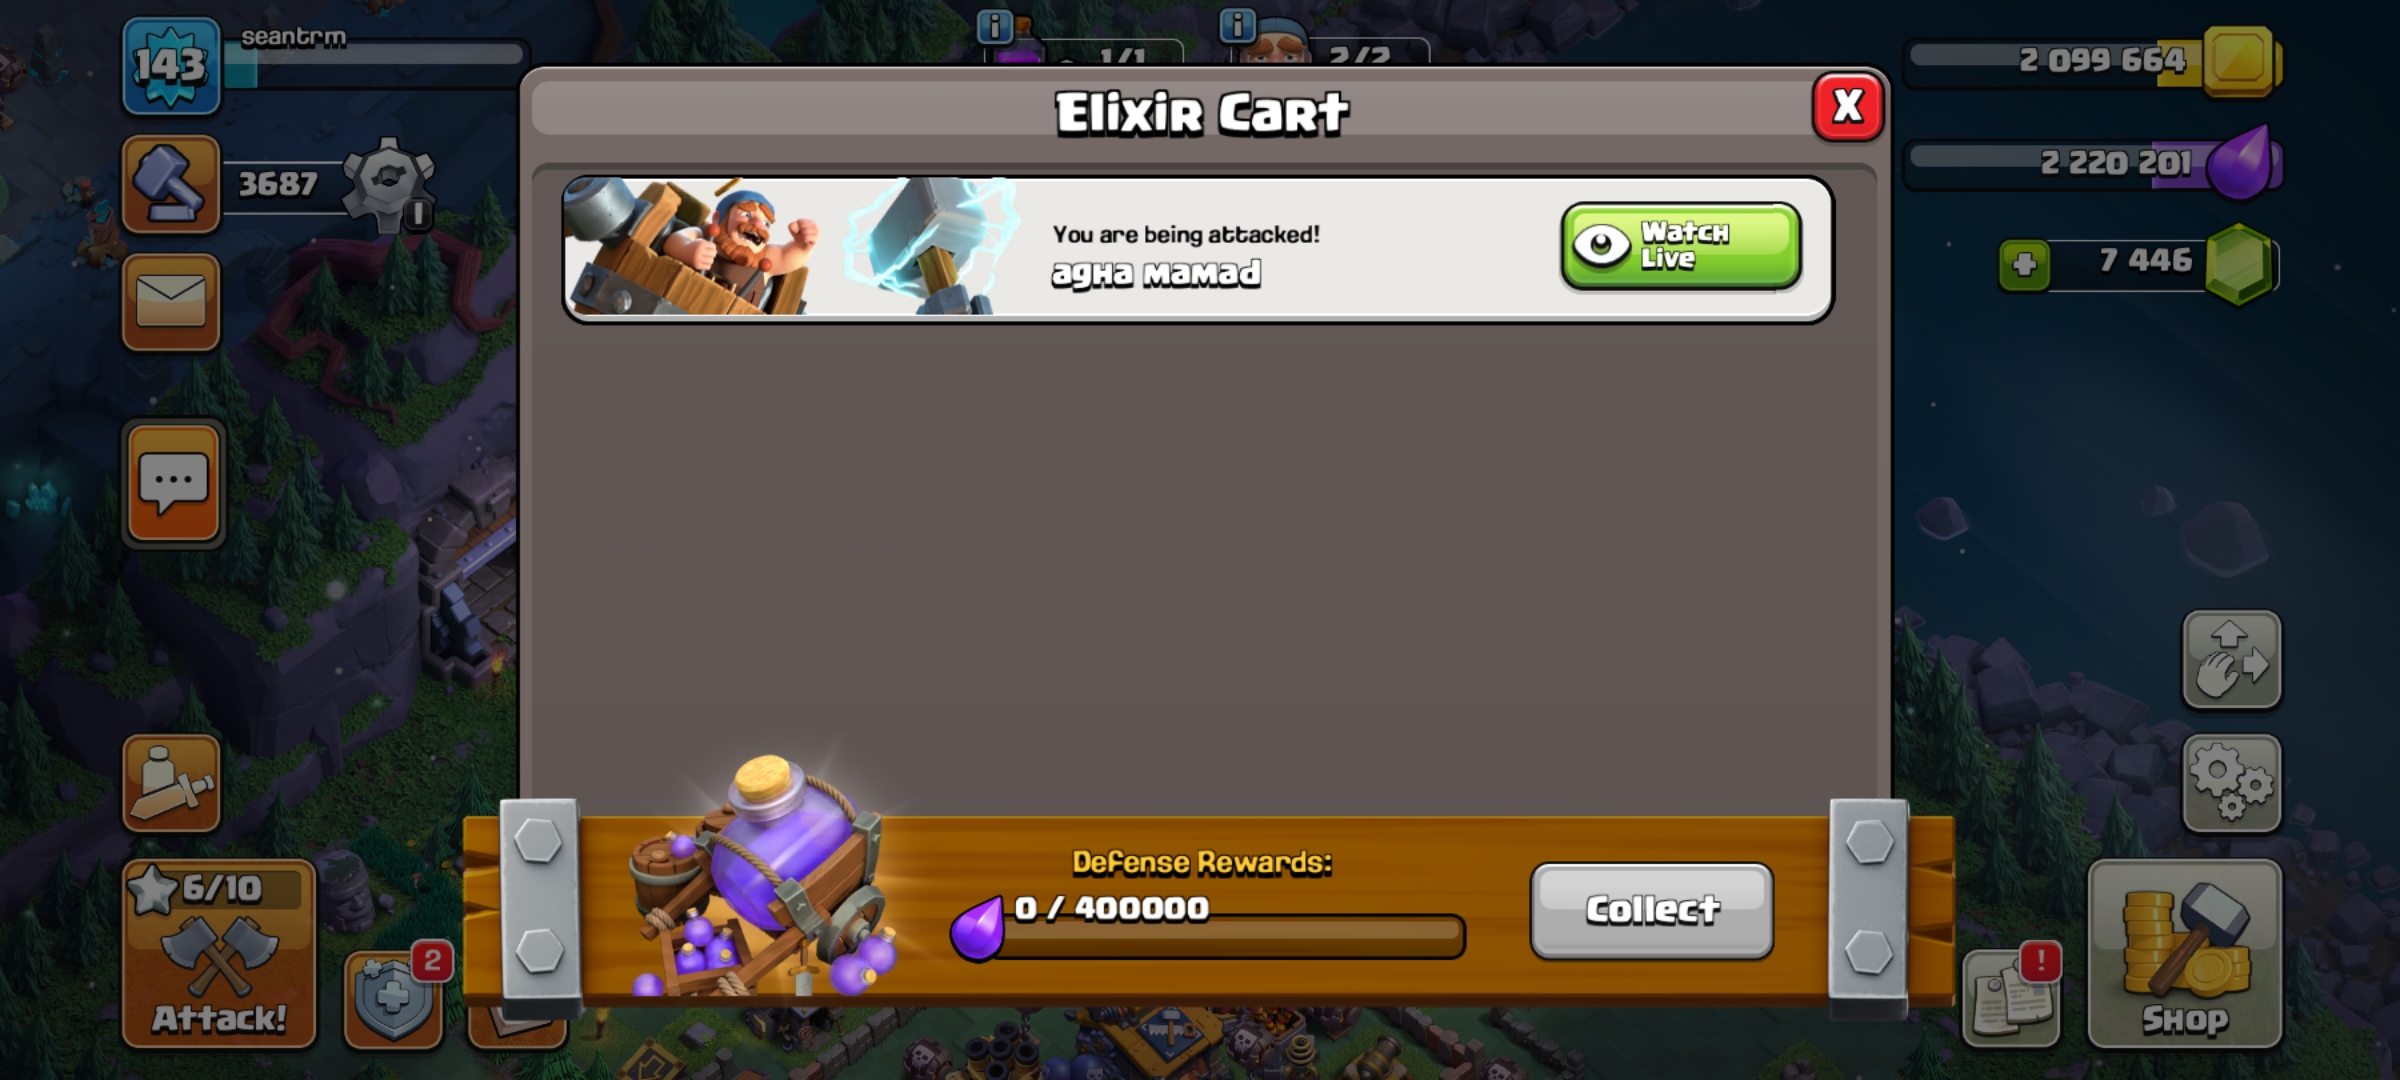 143
seantrm
1/1
2/2
2 099 664
Elixir Cart
X
3687
I
2 220 201
You are being attacked!
agha mamad
Watch
Live
7 446
Defense Rewards:
0 / 400000
Collect
6/10
Attack!
2
!
Shop